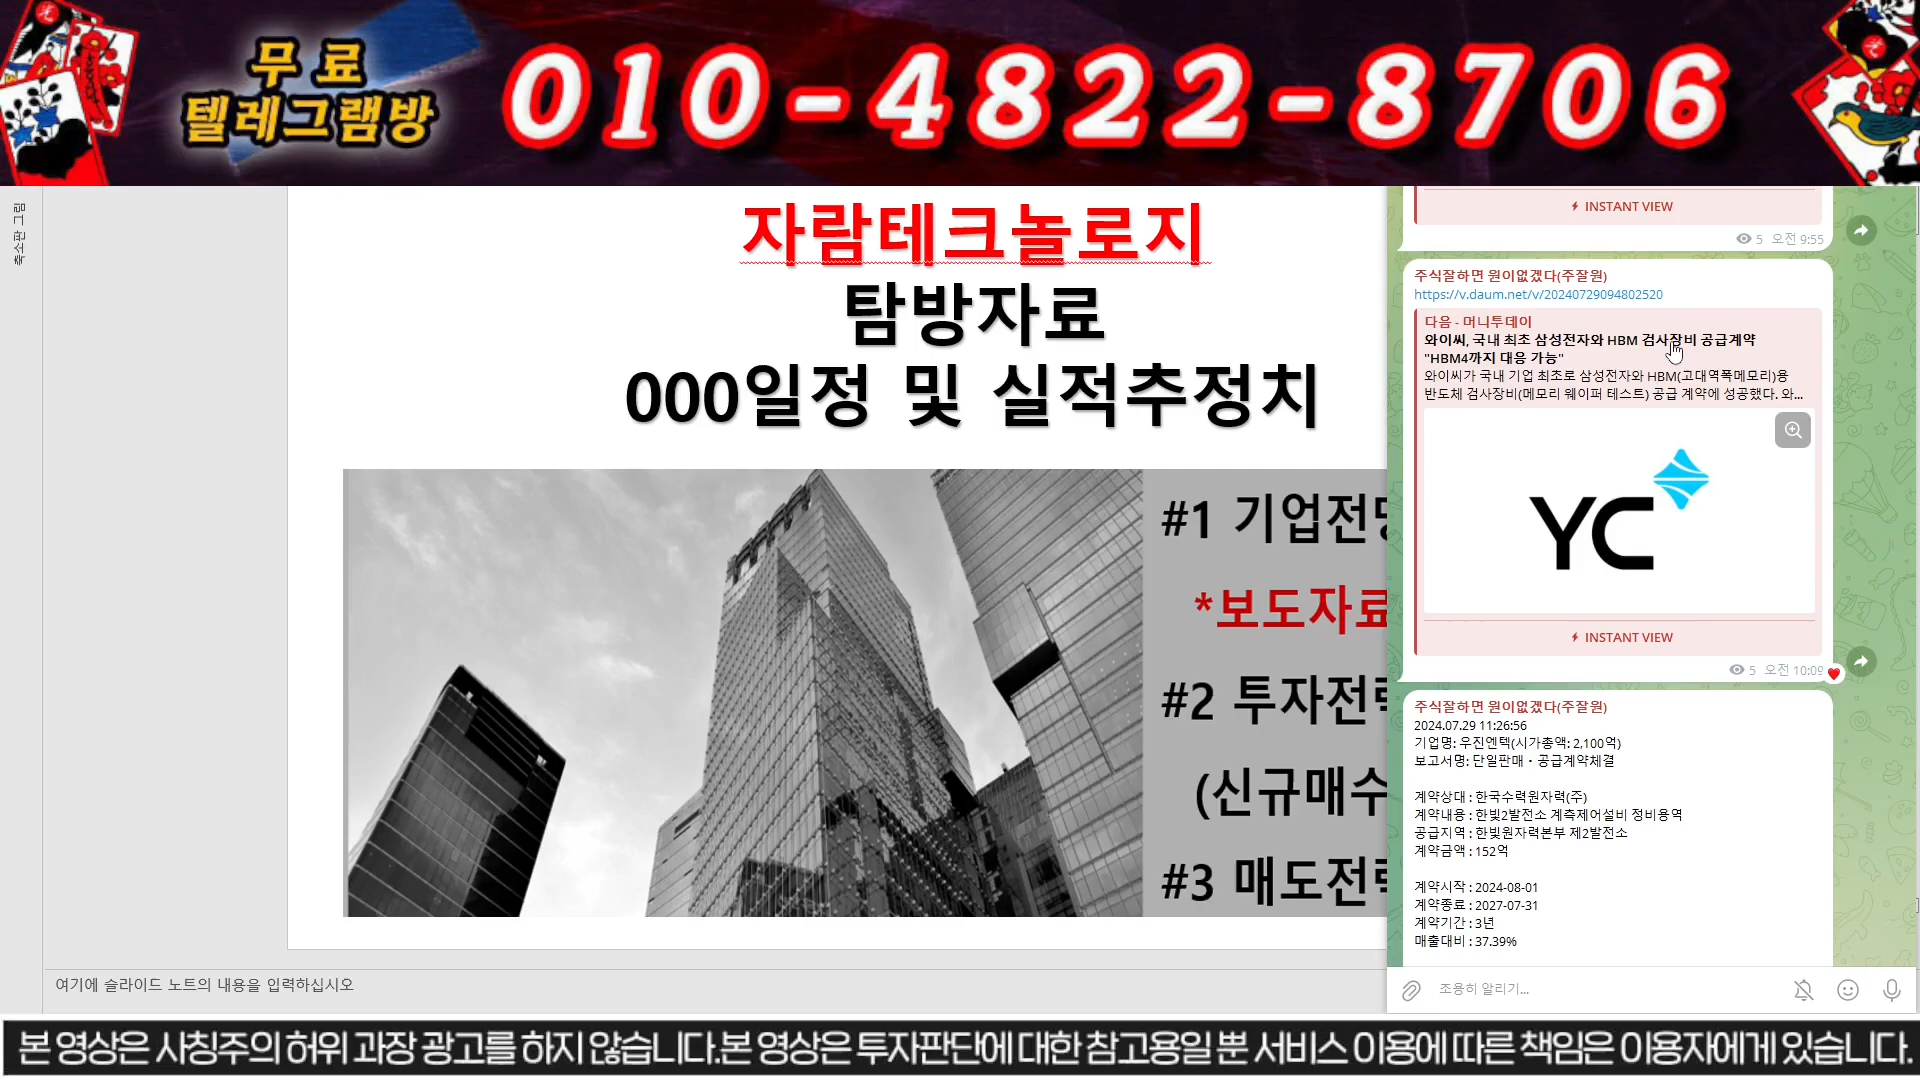 무료
텔레그램방
010-4822-8706
축소판 그림
자람테크놀로지
탐방자료
000일정 및 실적추정치
#1 기업전망
*보도자료
#2 투자전략
(신규매수
#3 매도전략
여기에 슬라이드 노트의 내용을 입력하십시오
INSTANT VIEW
5 오전 9:55
주식잘하면 원이없겠다(주잘원)
https://v.daum.net/v/20240729094802520
다음 - 머니투데이
와이씨, 국내 최초 삼성전자와 HBM 검사장비 공급계약
"HBM4까지 대응 가능"
와이씨가 국내 기업 최초로 삼성전자와 HBM(고대역폭메모리)용
반도체 검사장비(메모리 웨이퍼 테스트) 공급 계약에 성공했다. 와...
YC
INSTANT VIEW
5 오전 10:09
주식잘하면 원이없겠다(주잘원)
2024.07.29 11:26:56
기업명: 우진엔텍(시가총액: 2,100억)
보고서명: 단일판매・공급계약체결
계약상대 : 한국수력원자력(주)
계약내용 : 한빛2발전소 계측제어설비 정비용역
공급지역 : 한빛원자력본부 제2발전소
계약금액 : 152억
계약시작 : 2024-08-01
계약종료 : 2027-07-31
계약기간 : 3년
매출대비 : 37.39%
조용히 알리기...
본 영상은 사칭주의 허위 과장 광고를 하지 않습니다.본 영상은 투자판단에 대한 참고용일 뿐 서비스 이용에 따른 책임은 이용자에게 있습니다.